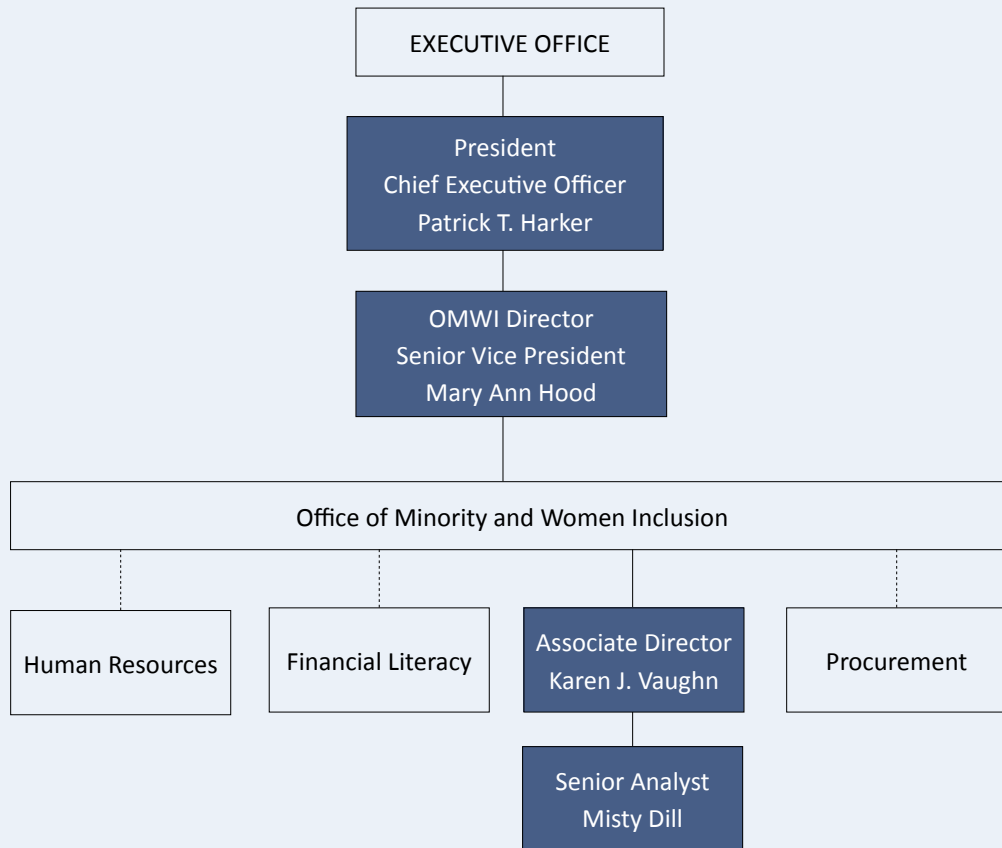 EXECUTIVE OFFICE
President
Chief Executive Officer
Patrick T. Harker
OMWI Director
Senior Vice President
Mary Ann Hood
Office of Minority and Women Inclusion
Human Resources
Financial Literacy
Associate Director
Karen J. Vaughn
Procurement
Senior Analyst
Misty Dill